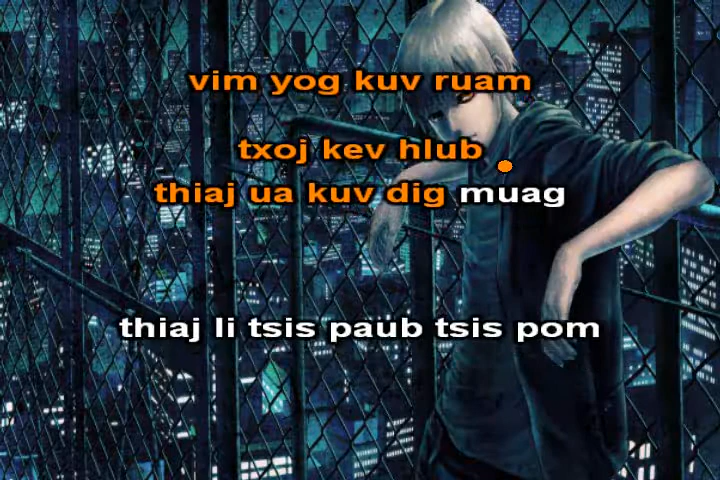 vim yog kuv ruam
txoj kev hlub
thiaj ua kuv dig muag
thiaj li tsis paub tsis pom